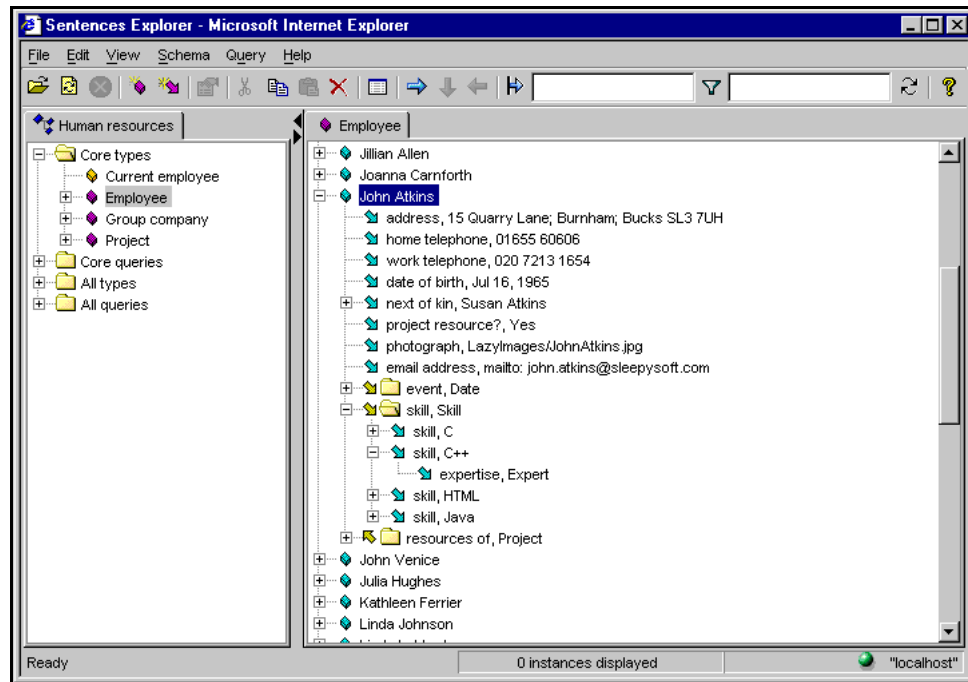 Sentences Explorer - Microsoft Internet Explorer
File Edit View Schema Query Help
Human resources
Core types
Current employee
Employee
Group company
Project
Core queries
All types
All queries
Employee
Jillian Allen
Joanna Carnforth
John Atkins
address, 15 Quarry Lane; Burnham; Bucks SL3 7UH
home telephone, 01655 60606
work telephone, 020 7213 1654
date of birth, Jul 16, 1965
next of kin, Susan Atkins
project resource?, Yes
photograph, LazyImages/JohnAtkins.jpg
email address, mailto: john.atkins@sleepysoft.com
event, Date
skill, Skill
skill, C
skill, C++
expertise, Expert
skill, HTML
skill, Java
resources of, Project
John Venice
Julia Hughes
Kathleen Ferrier
Linda Johnson
Ready
0 instances displayed
"localhost"